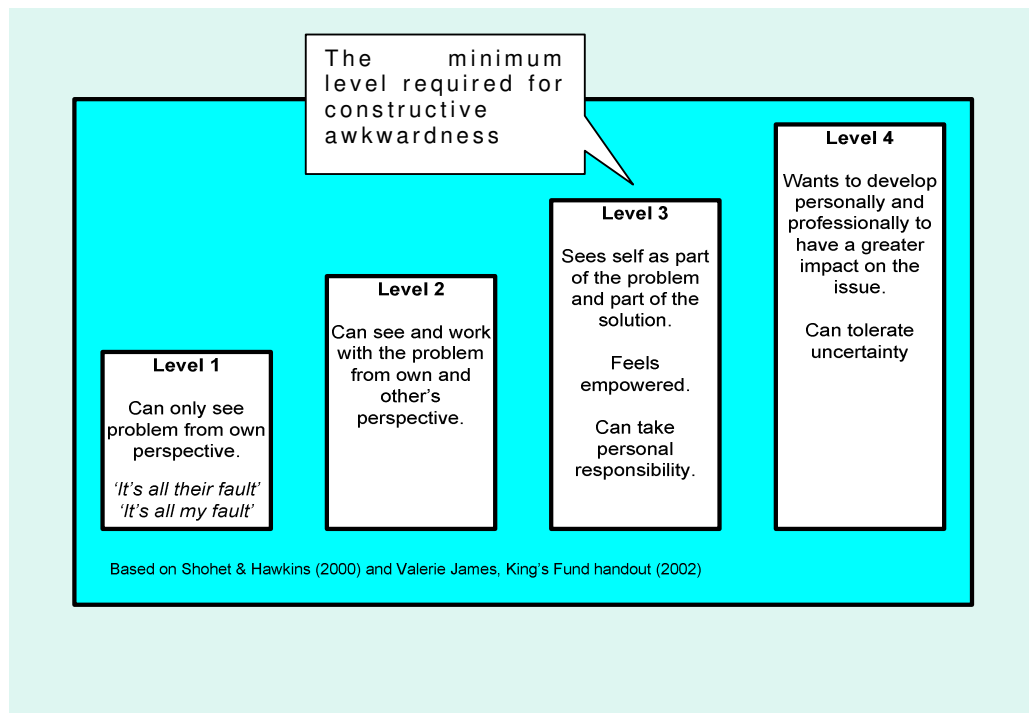 The minimum
level required for
constructive
awkwardness
Level 1
Can only see
problem from own
perspective.
‘It’s all their fault’
‘It’s all my fault’
Level 2
Can see and work
with the problem
from own and
other’s
perspective.
Level 3
Sees self as part
of the problem
and part of the
solution.
Feels
empowered.
Can take
personal
responsibility.
Level 4
Wants to develop
personally and
professionally to
have a greater
impact on the
issue.
Can tolerate
uncertainty
Based on Shohet & Hawkins (2000) and Valerie James, King’s Fund handout (2002)